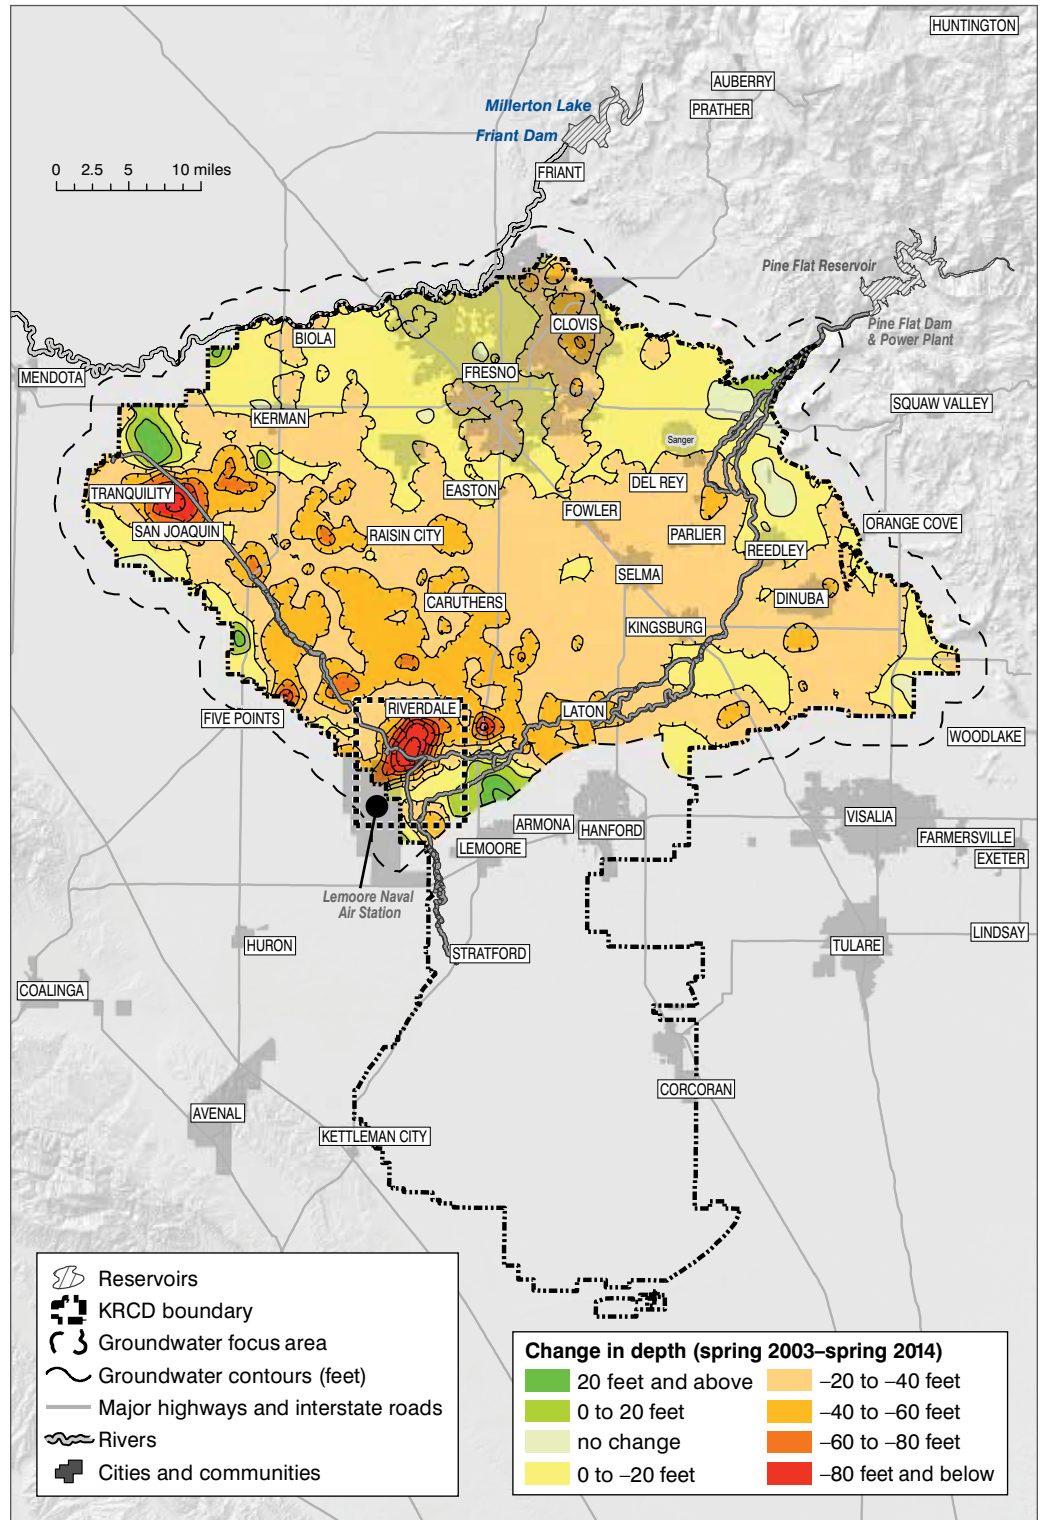 HUNTINGTON
AUBERRY
PRATHER
Millerton Lake
Friant Dam
FRIANT
0 2.5 5 10 miles
Pine Flat Reservoir
Pine Flat Dam
& Power Plant
BIOLA
CLOVIS
FRESNO
MENDOTA
SQUAW VALLEY
KERMAN
Sanger
DEL REY
EASTON
TRANQUILITY
FOWLER
ORANGE COVE
SAN JOAQUIN
RAISIN CITY
PARLIER
REEDLEY
SELMA
CARUTHERS
DINUBA
KINGSBURG
RIVERDALE
LATON
FIVE POINTS
WOODLAKE
ARMONA
HANFORD
VISALIA
FARMERSVILLE
LEMOORE
EXETER
Lemoore Naval
Air Station
HURON
STRATFORD
TULARE
LINDSAY
COALINGA
CORCORAN
AVENAL
KETTLEMAN CITY
Reservoirs
KRCD boundary
Groundwater focus area
Groundwater contours (feet)
Major highways and interstate roads
Rivers
Cities and communities
Change in depth (spring 2003–spring 2014)
20 feet and above
0 to 20 feet
no change
0 to –20 feet
–20 to –40 feet
–40 to –60 feet
–60 to –80 feet
–80 feet and below